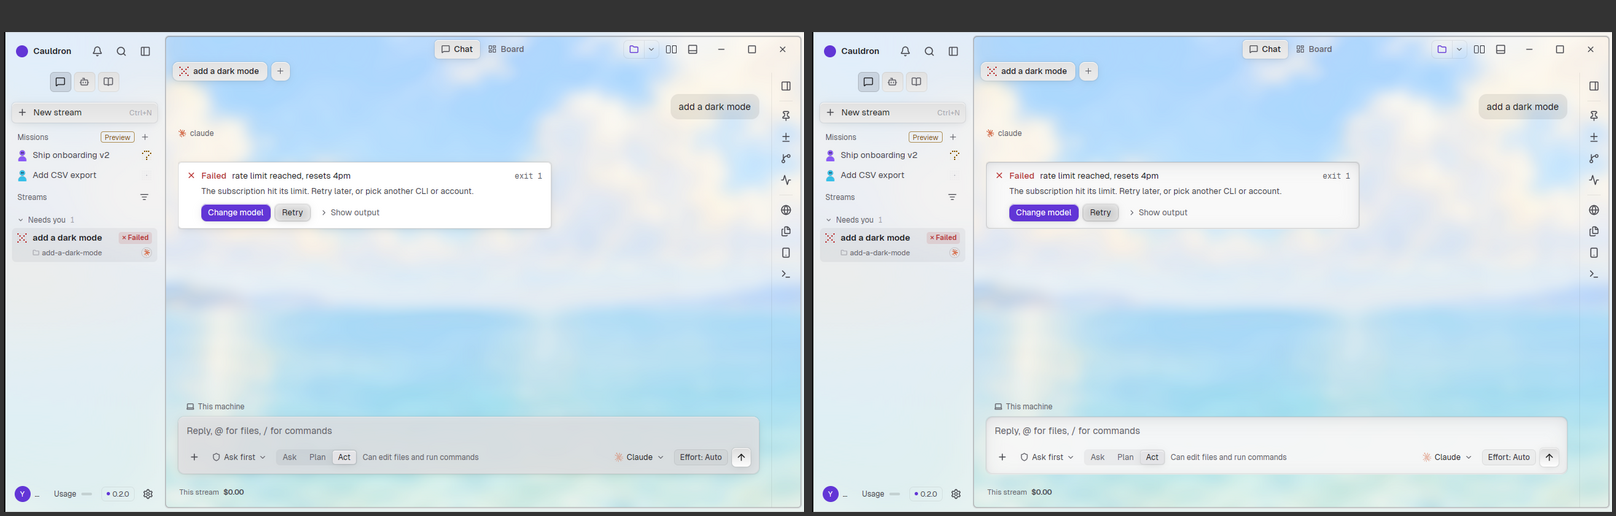 Cauldron
New stream Ctrl+N
Missions Preview
Ship onboarding v2
Add CSV export
Streams
Needs you 1
add a dark mode × Failed
add-a-dark-mode
Y ... Usage 0.2.0
Chat Board
add a dark mode
add a dark mode
claude
Failed rate limit reached, resets 4pm exit 1
The subscription hit its limit. Retry later, or pick another CLI or account.
Change model Retry Show output
This machine
Reply, @ for files, / for commands
Ask first Ask Plan Act Can edit files and run commands Claude Effort: Auto
This stream $0.00
Cauldron
New stream Ctrl+N
Missions Preview
Ship onboarding v2
Add CSV export
Streams
Needs you 1
add a dark mode × Failed
add-a-dark-mode
Y ... Usage 0.2.0
Chat Board
add a dark mode
add a dark mode
claude
Failed rate limit reached, resets 4pm exit 1
The subscription hit its limit. Retry later, or pick another CLI or account.
Change model Retry Show output
This machine
Reply, @ for files, / for commands
Ask first Ask Plan Act Can edit files and run commands Claude Effort: Auto
This stream $0.00